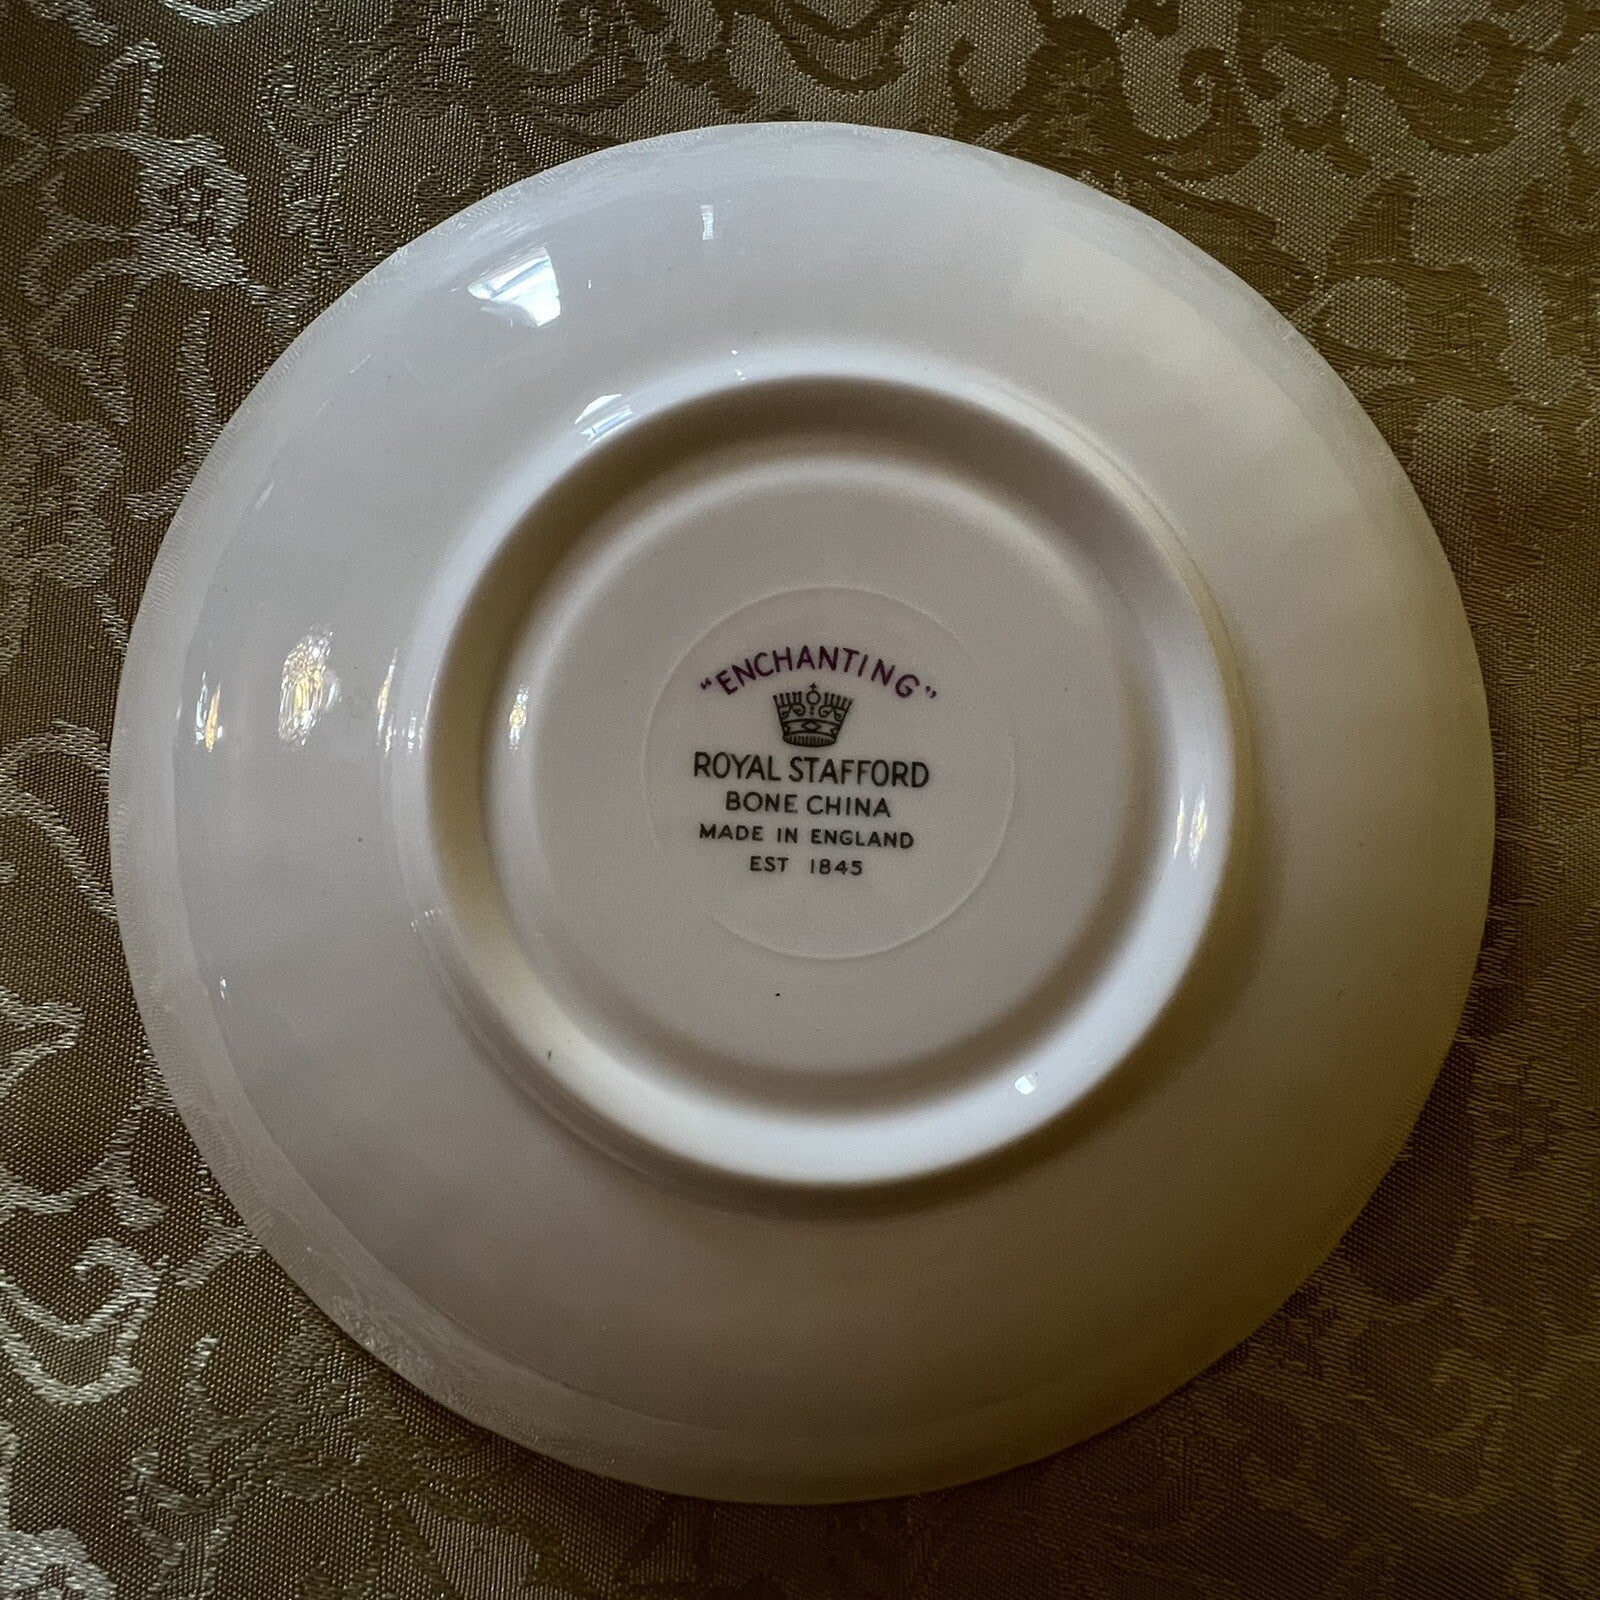 "ENCHANTING"
ROYAL STAFFORD
BONE CHINA
MADE IN ENGLAND
EST 1845